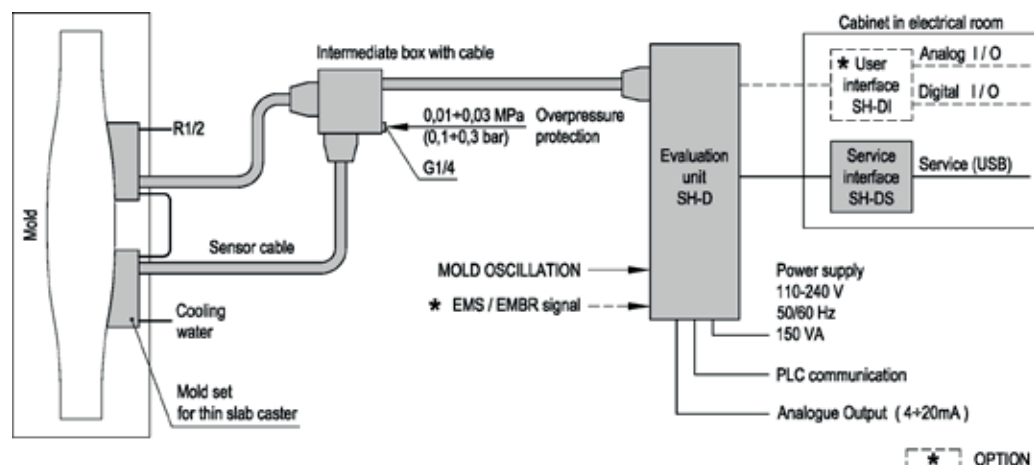 Cabinet in electrical room
Intermediate box with cable
* User
interface
SH-DI
Analog I / O
Digital I / O
R1/2
0,01÷0,03 MPa
(0,1÷0,3 bar)
Overpressure
protection
G1/4
Evaluation
unit
SH-D
Service
interface
SH-DS
Service (USB)
Mold
Sensor cable
MOLD OSCILLATION
* EMS / EMBR signal
Power supply
110-240 V
50/60 Hz
150 VA
Cooling
water
PLC communication
Mold set
for thin slab caster
Analogue Output ( 4÷20mA )
* OPTION